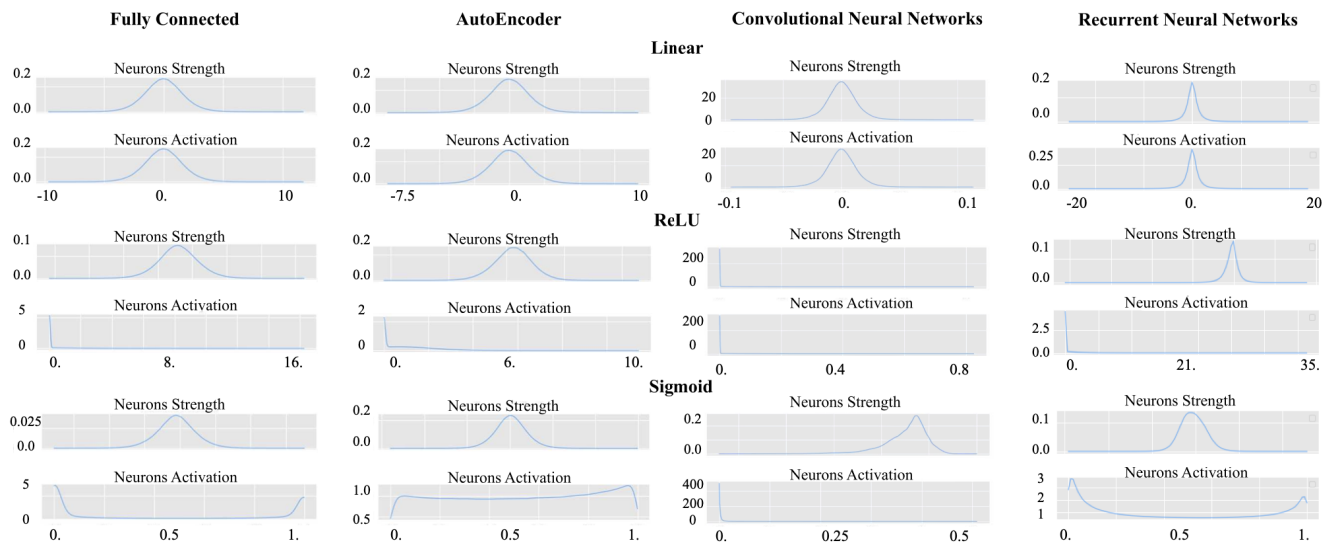 Fully Connected AutoEncoder Convolutional Neural Networks Recurrent Neural Networks
Linear
Neurons Strength Neurons Strength Neurons Strength Neurons Strength
0.2 0.2 20 0.2
0.0 0.0 0 0.0
Neurons Activation Neurons Activation Neurons Activation Neurons Activation
0.2 0.2 20 0.25
0.0 0.0 0 0.0
-10 0. 10 -7.5 0. 10 -0.1 0. 0.1 -20 0. 20
ReLU
Neurons Strength Neurons Strength Neurons Strength Neurons Strength
0.1 0.2 200 0.1
0.0 0.0 0 0.0
Neurons Activation Neurons Activation Neurons Activation Neurons Activation
5 2 200 2.5
0 0 0 0.0
0. 8. 16. 0. 6. 10. 0. 0.4 0.8 0. 21. 35.
Sigmoid
Neurons Strength Neurons Strength Neurons Strength Neurons Strength
0.025 0.2 0.2 0.1
0.0 0.0 0.0 0.0
Neurons Activation Neurons Activation Neurons Activation Neurons Activation
5 1.0 400 3
200 2
0 0.5 0 1
0. 0.5 1. 0. 0.5 1. 0. 0.25 0.5 0. 0.5 1.